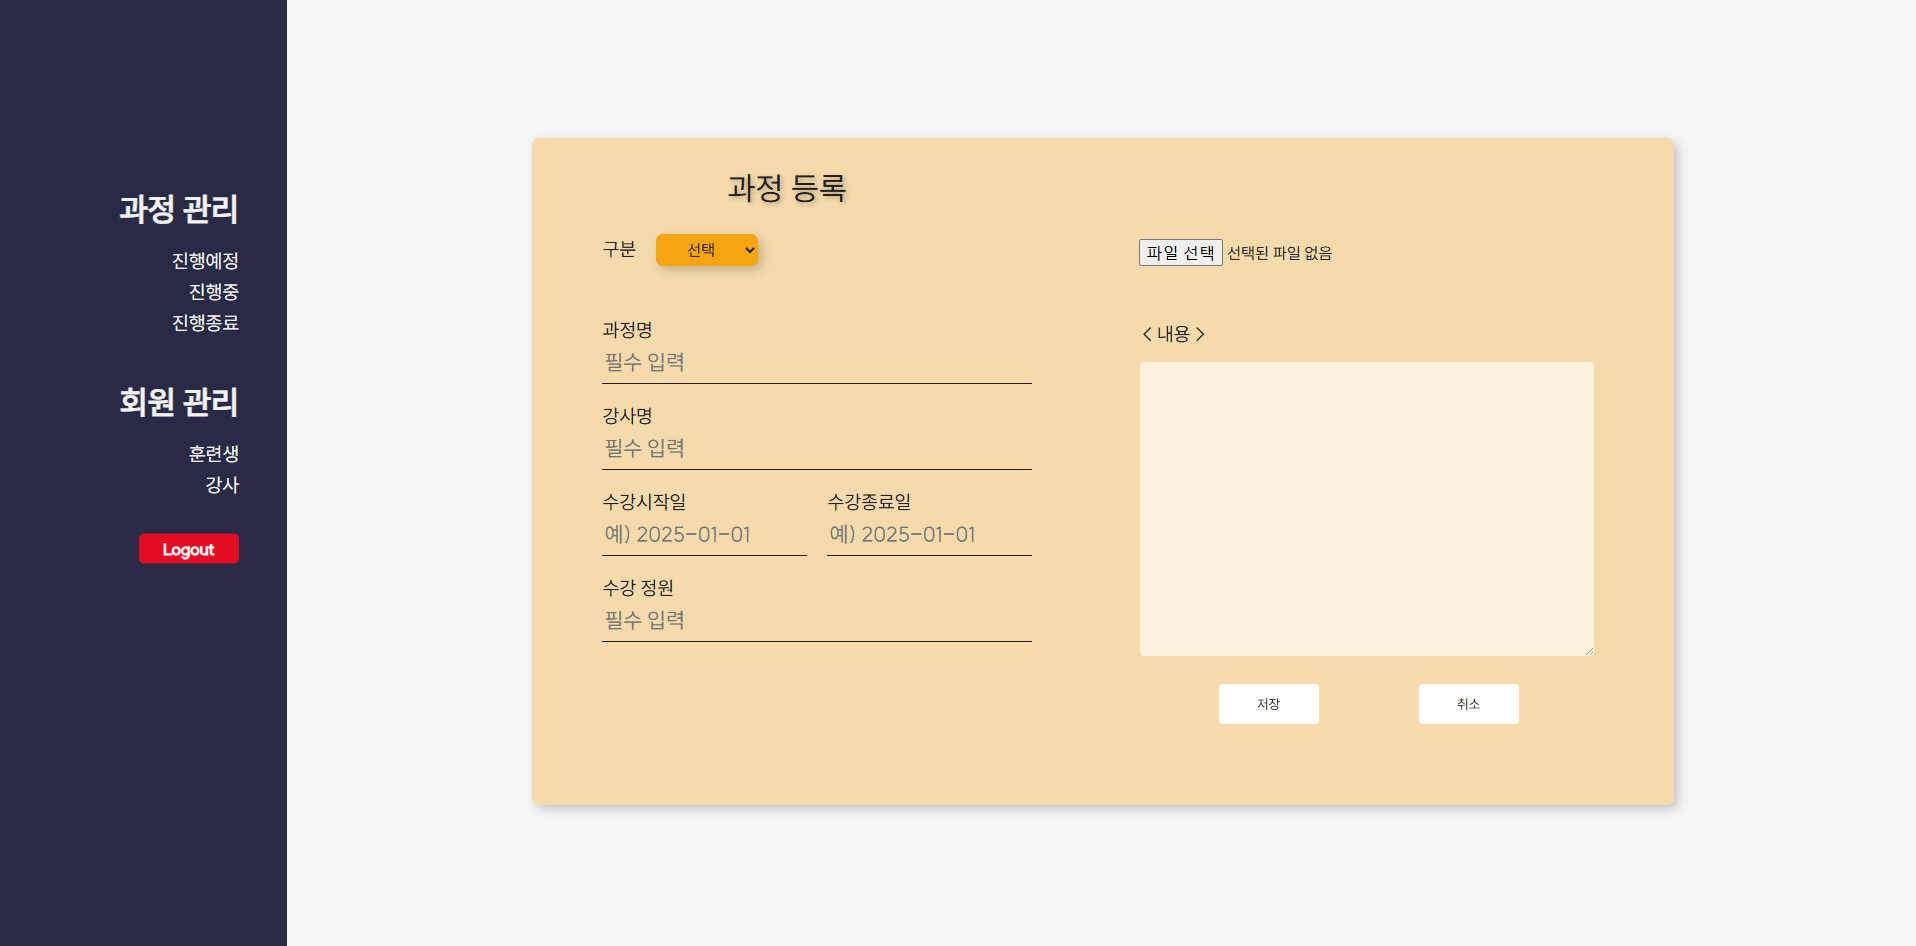 과정 관리
진행예정
진행중
진행종료
회원 관리
훈련생
강사
Logout
과정 등록
구분 선택
과정명
필수 입력
강사명
필수 입력
수강시작일 수강종료일
예) 2025-01-01 예) 2025-01-01
수강 정원
필수 입력
파일 선택 선택된 파일 없음
< 내용 >
저장 취소